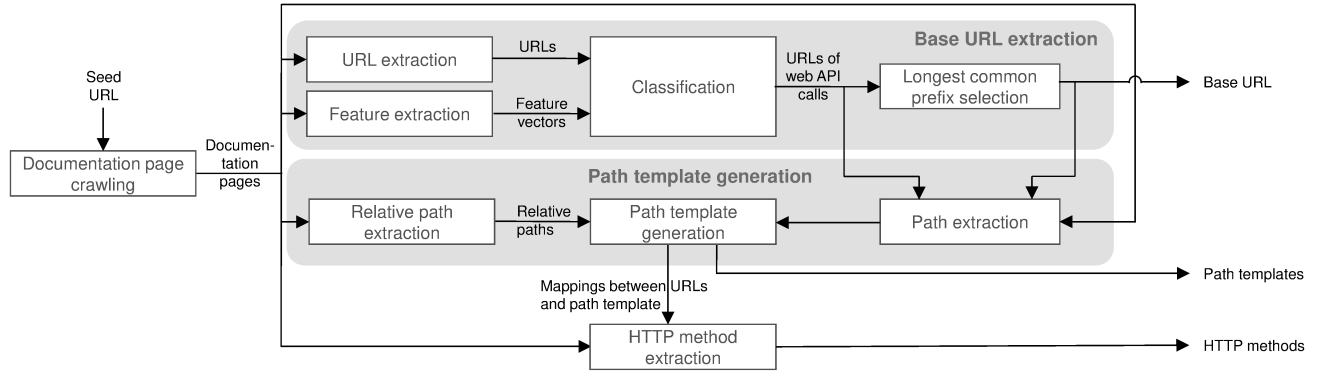 Base URL extraction
URL extraction
URLs
Classification
URLs of
web API
calls
Longest common
prefix selection
Base URL
Feature extraction
Feature
vectors
Seed
URL
Documentation page
crawling
Documen-
tation
pages
Path template generation
Relative path
extraction
Relative
paths
Path template
generation
Path extraction
Path templates
Mappings between URLs
and path template
HTTP method
extraction
HTTP methods